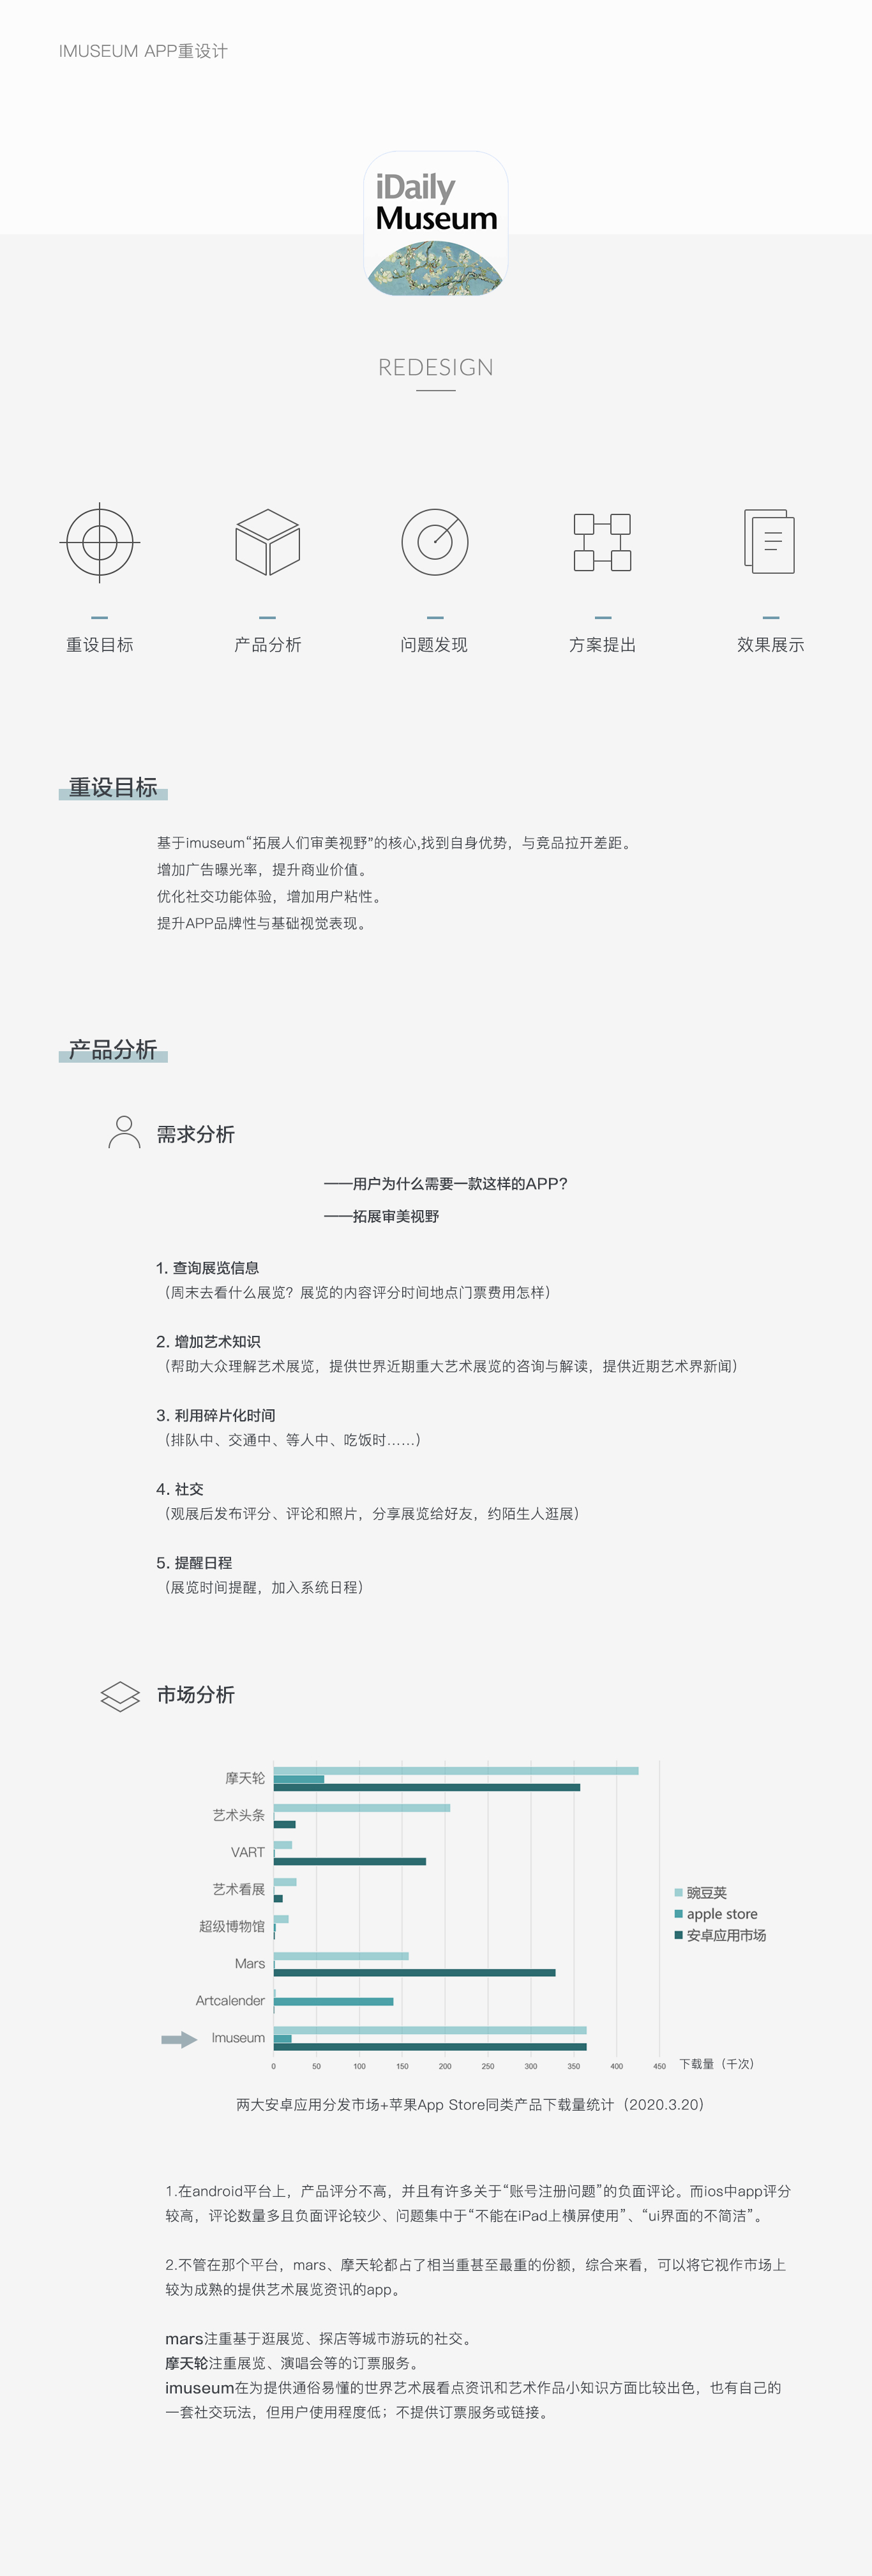 IMUSEUM APP重设计
iDaily
Museum
REDESIGN
重设目标
产品分析
问题发现
方案提出
效果展示
重设目标
基于imuseum“拓展人们审美视野”的核心,找到自身优势，与竞品拉开差距。
增加广告曝光率，提升商业价值。
优化社交功能体验，增加用户粘性。
提升APP品牌性与基础视觉表现。
产品分析
需求分析
——用户为什么需要一款这样的APP?
——拓展审美视野
1. 查询展览信息
（周末去看什么展览？展览的内容评分时间地点门票费用怎样）
2. 增加艺术知识
（帮助大众理解艺术展览，提供世界近期重大艺术展览的咨询与解读，提供近期艺术界新闻）
3. 利用碎片化时间
（排队中、交通中、等人中、吃饭时……）
4. 社交
（观展后发布评分、评论和照片，分享展览给好友，约陌生人逛展）
5. 提醒日程
（展览时间提醒，加入系统日程）
市场分析
摩天轮
艺术头条
VART
艺术看展
超级博物馆
Mars
Artcalender
Imuseum
豌豆荚
apple store
安卓应用市场
0 50 100 150 200 250 300 350 400 450 下载量（千次）
两大安卓应用分发市场+苹果App Store同类产品下载量统计（2020.3.20）
1.在android平台上，产品评分不高，并且有许多关于“账号注册问题”的负面评论。而ios中app评分
较高，评论数量多且负面评论较少、问题集中于“不能在iPad上横屏使用”、“ui界面的不简洁”。
2.不管在那个平台，mars、摩天轮都占了相当重甚至最重的份额，综合来看，可以将它视作市场上
较为成熟的提供艺术展览资讯的app。
mars注重基于逛展览、探店等城市游玩的社交。
摩天轮注重展览、演唱会等的订票服务。
imuseum在为提供通俗易懂的世界艺术展看点资讯和艺术作品小知识方面比较出色，也有自己的
一套社交玩法，但用户使用程度低；不提供订票服务或链接。